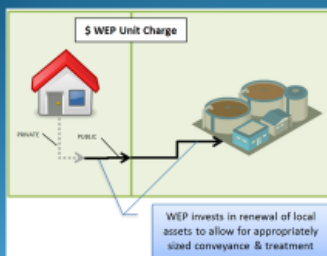 $ WEP Unit Charge
PRIVATE
PUBLIC
WEP invests in renewal of local
assets to allow for appropriately
sized conveyance & treatment